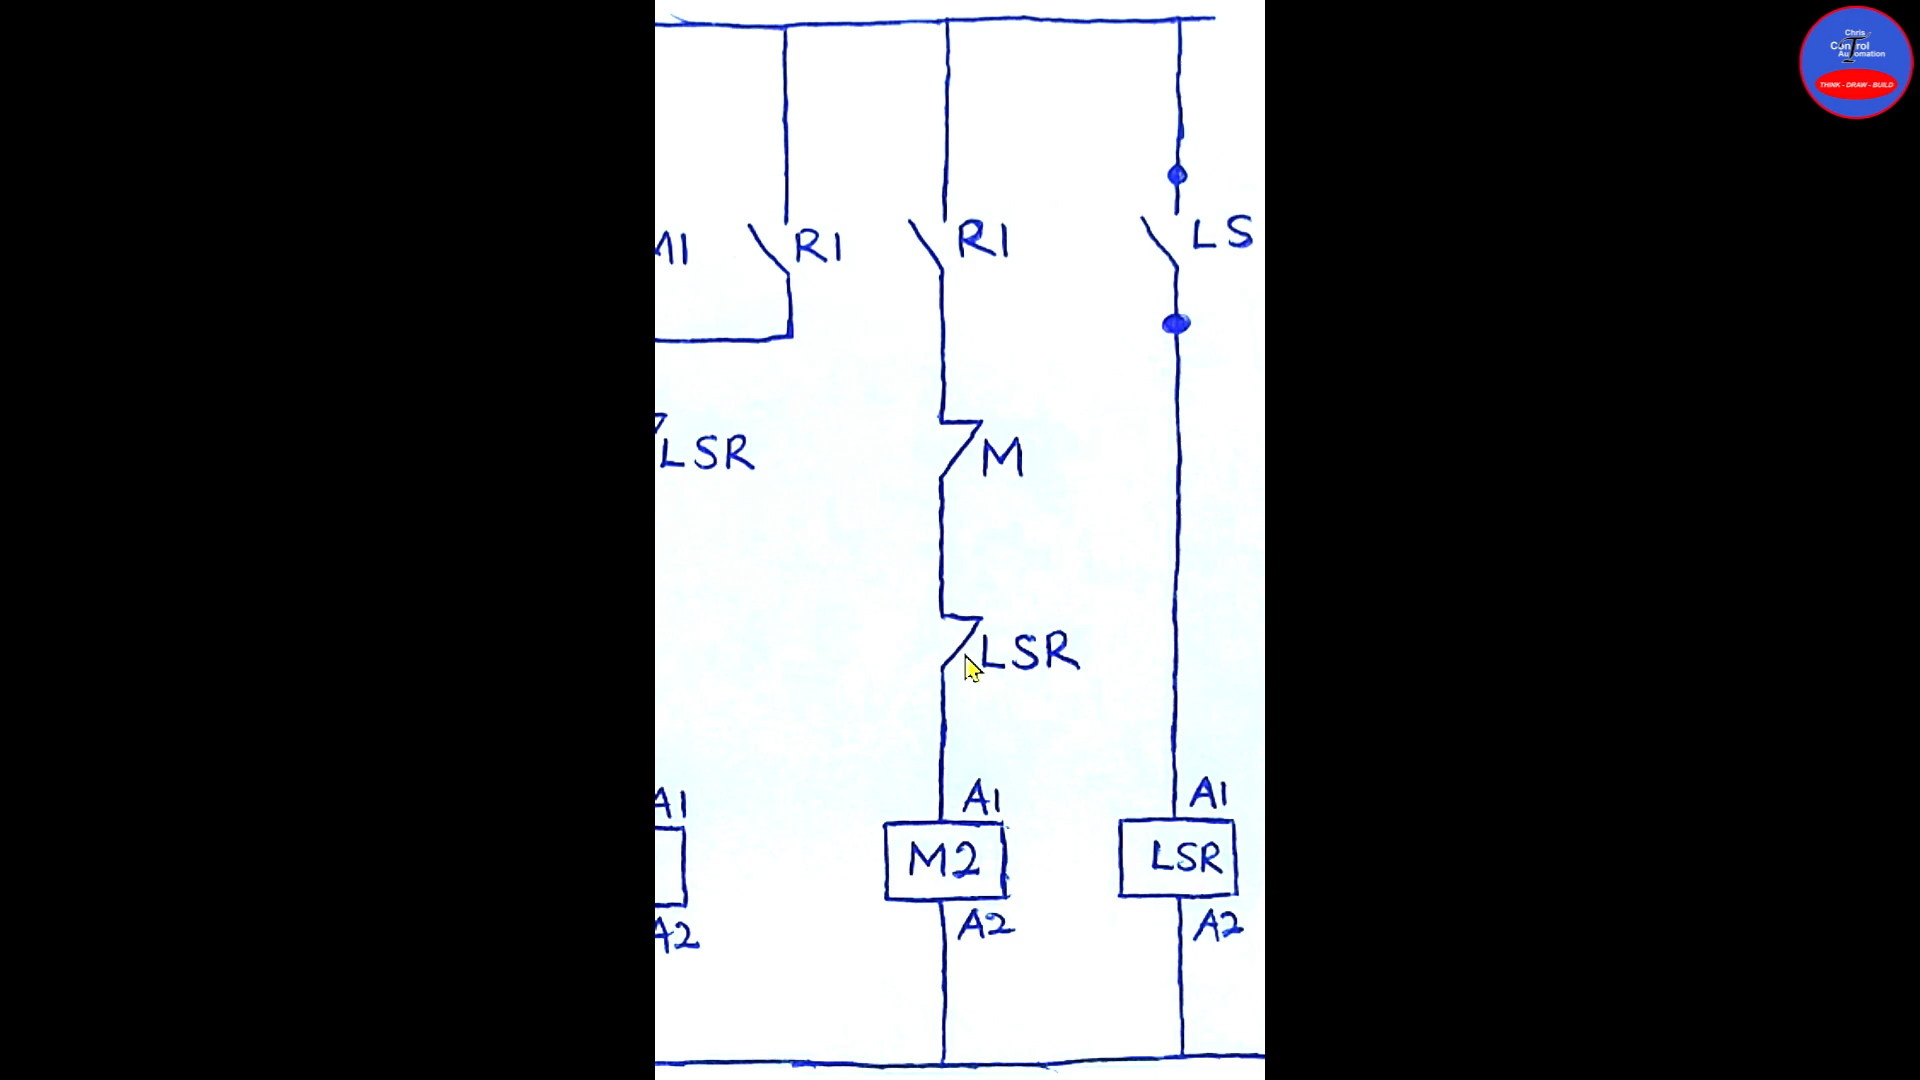 Chris
Control
Automation
THINK - DRAW - BUILD
R1
R1
LS
LSR
M
LSR
A1
A1
A1
M2
LSR
A2
A2
A2